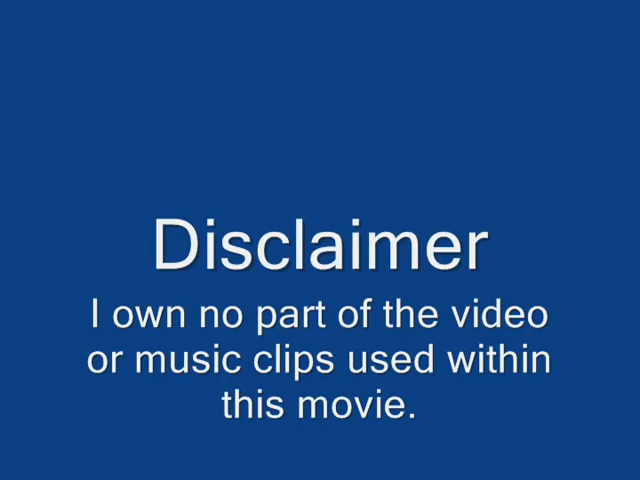 Disclaimer
I own no part of the video
or music clips used within
this movie.